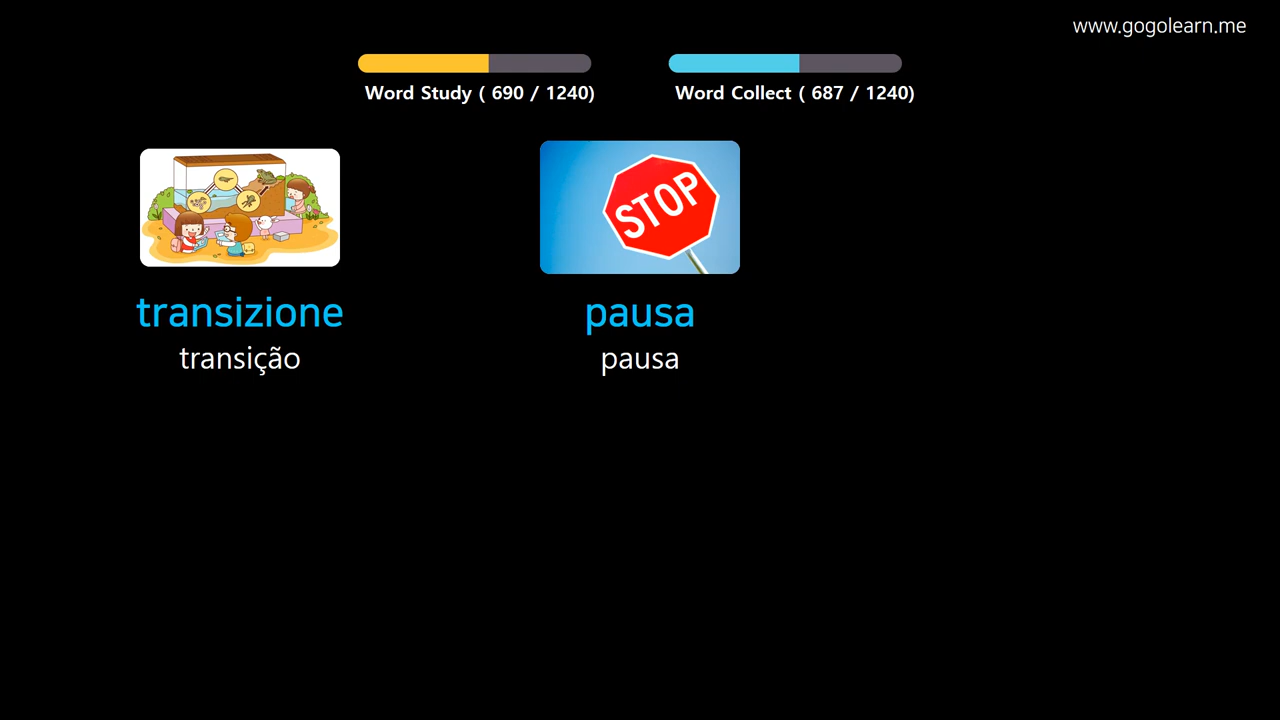 www.gogolearn.me
Word Study ( 690 / 1240)
Word Collect ( 687 / 1240)
STOP
transizione
pausa
transição
pausa